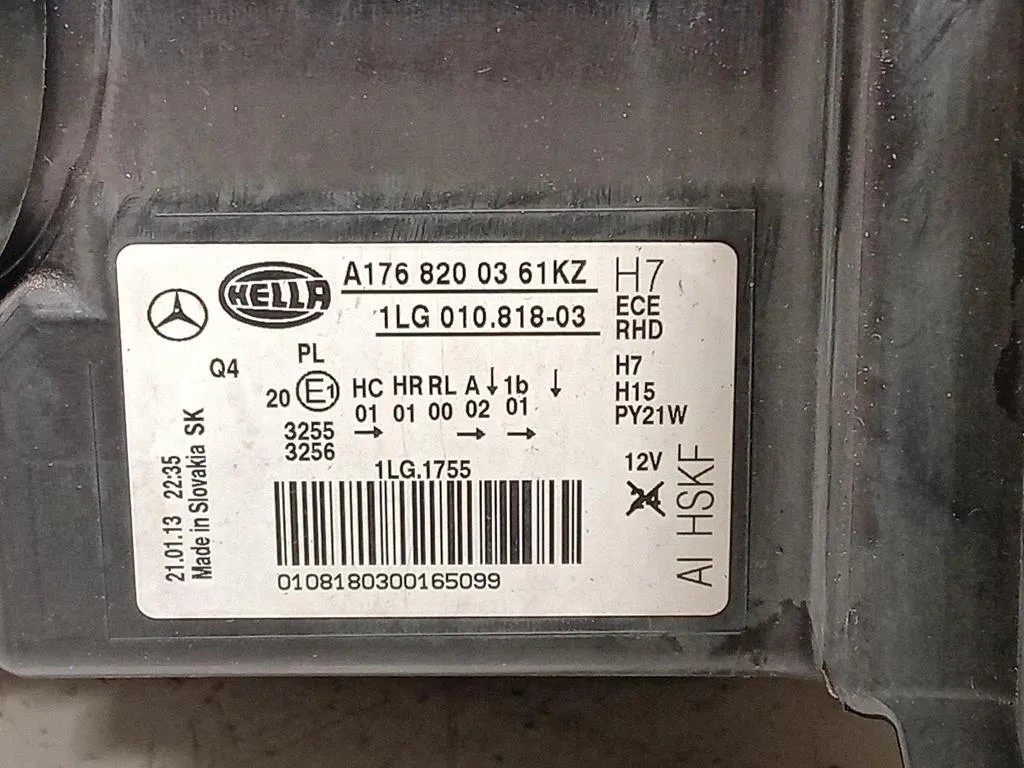 HELLA
A176 820 03 61KZ
1LG 010.818-03
H7
ECE
RHD
H7
H15
PY21W
12V
24
Q4
PL
20 E1 HC HR RL A ↓ 1b ↓
01 01 00 02 01
3255 → → →
3256
1LG.1755
0108180300165099
21.01.13 22:35
Made in Slovakia SK
AI HSKF